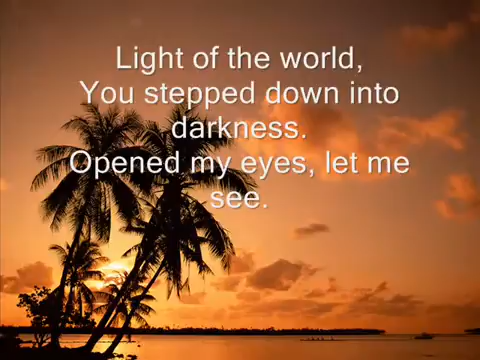 Light of the world,
You stepped down into
darkness.
Opened my eyes, let me
see.